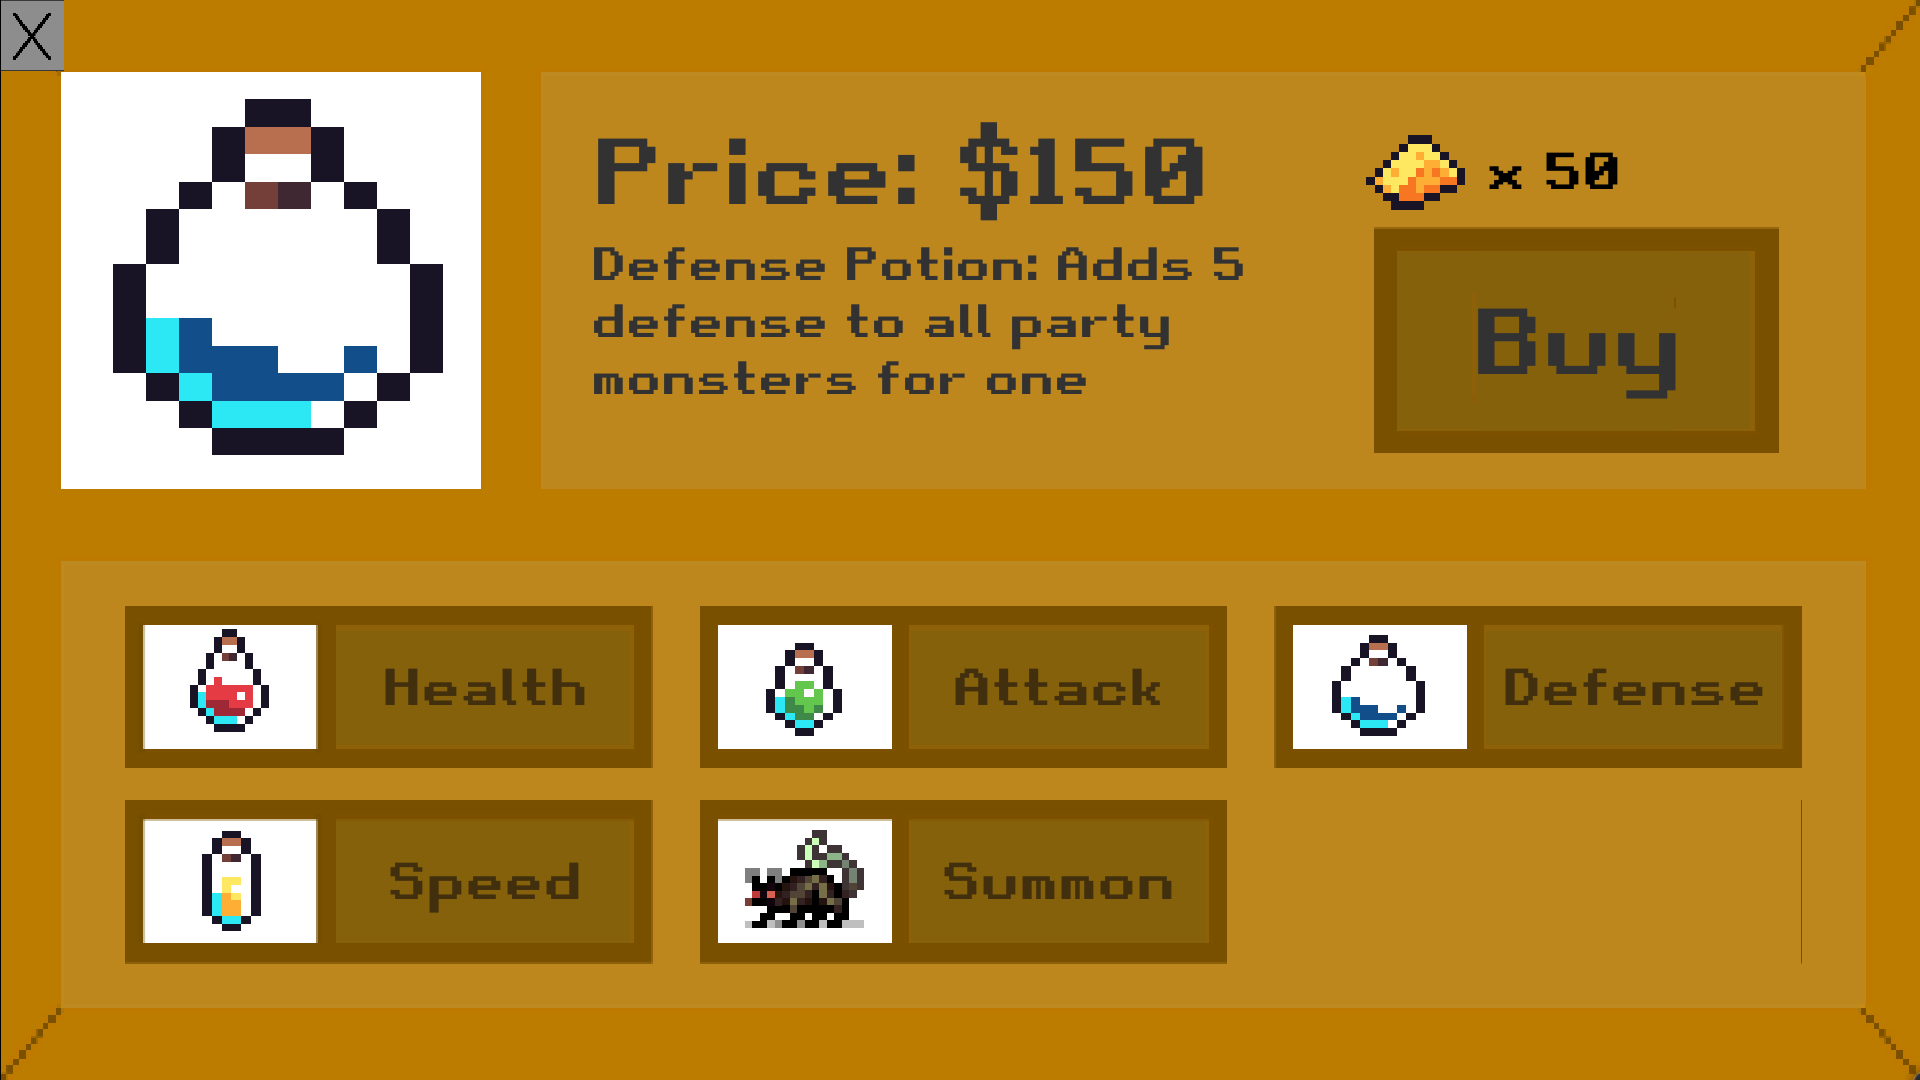 X
Price: $150
x 50
Defense Potion: Adds 5
defense to all party
monsters for one
Buy
Health
Attack
Defense
Speed
Summon